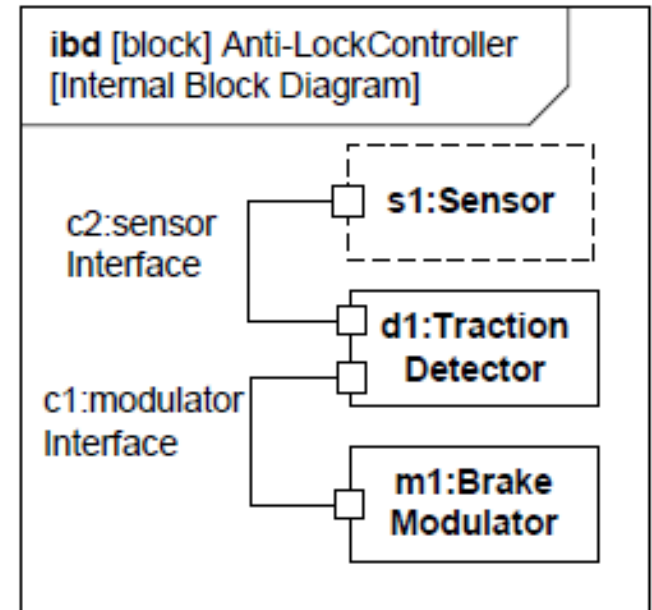 ibd [block] Anti-LockController
[Internal Block Diagram]
s1:Sensor
c2:sensor
Interface
d1:Traction
Detector
c1:modulator
Interface
m1:Brake
Modulator